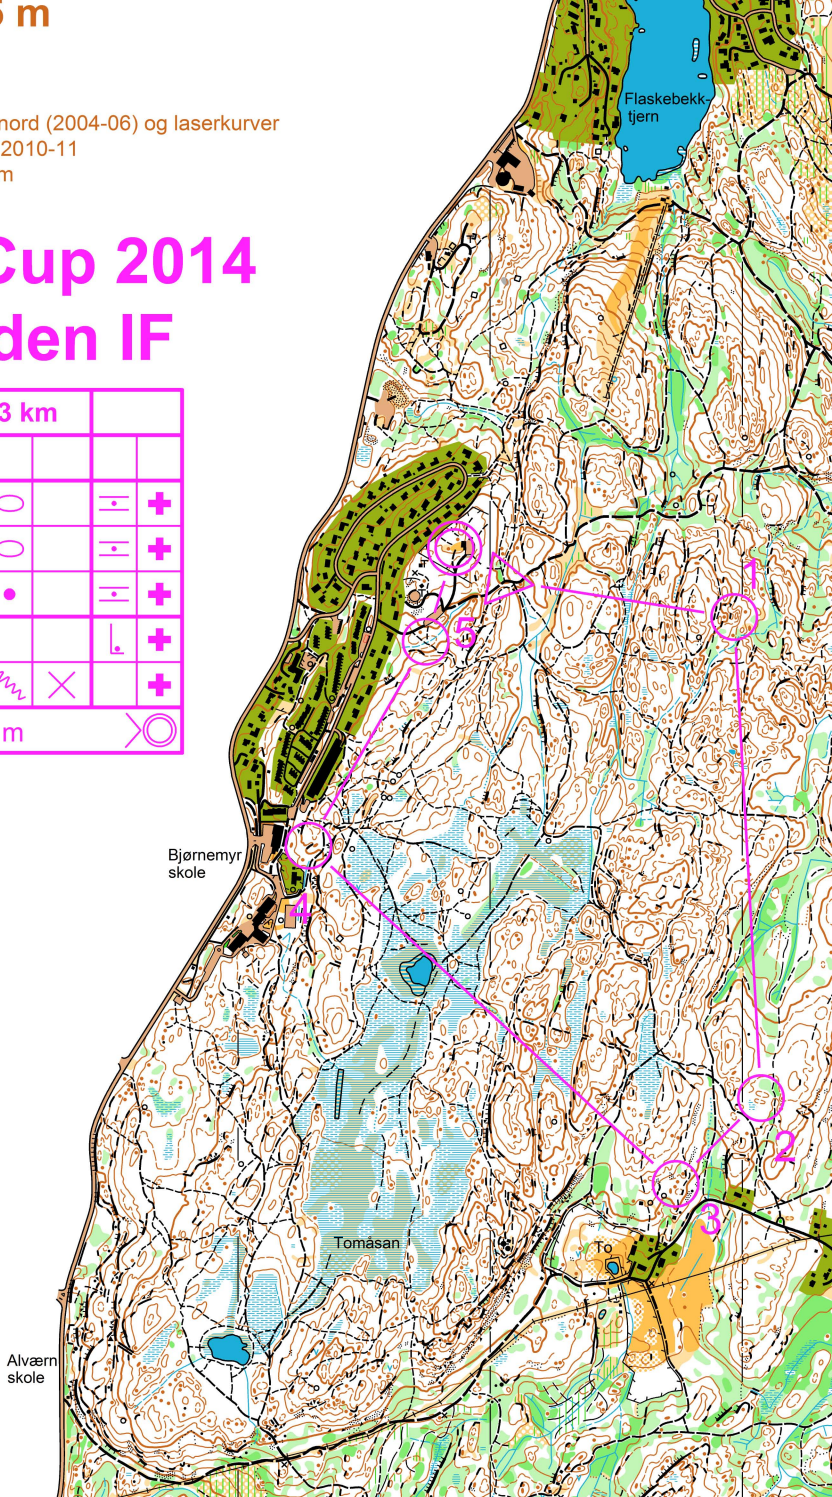 5 m
Flaskebekk-
tjern
nord (2004-06) og laserkurver
2010-11
m
Cup 2014
den IF
3 km
1
5
m
Bjørnemyr
skole
4
2
3
Tomåsan
To
Alværn
skole